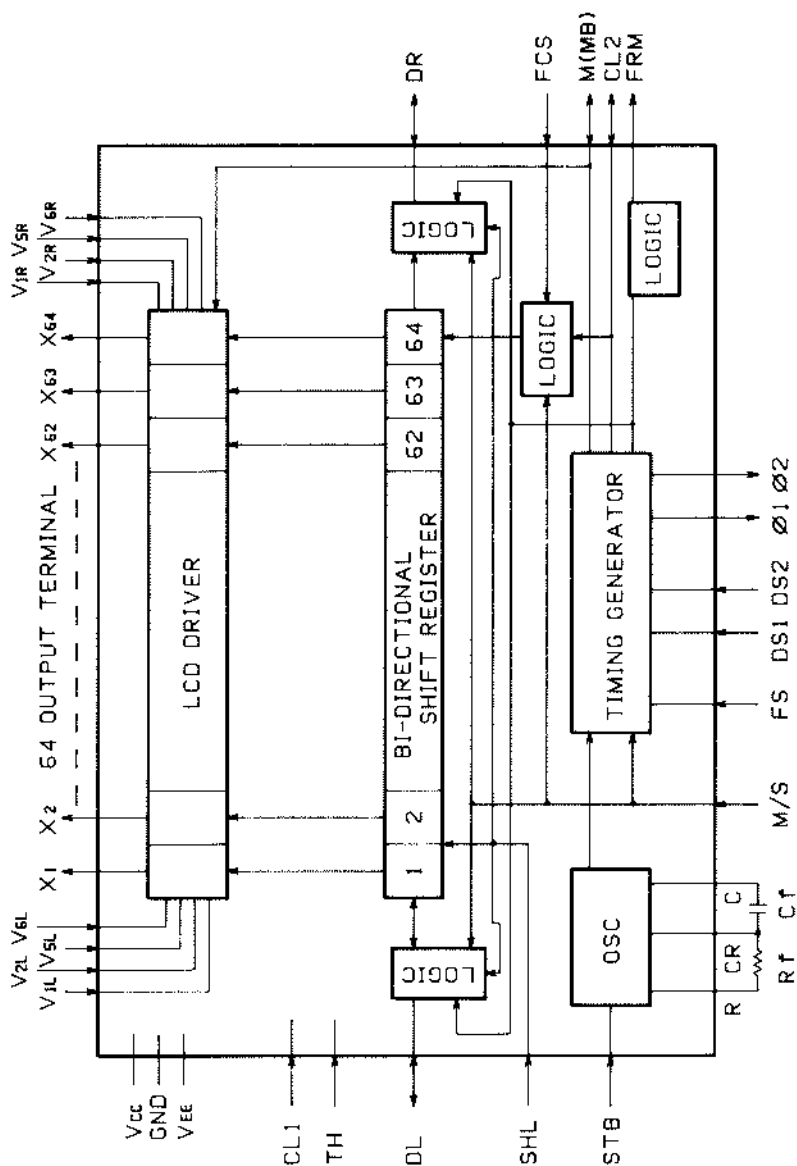 V1L V2L V5L V6L
X1 X2 64 OUTPUT TERMINAL X62 X63 X64
V1R V2R V5R V6R
VCC
GND
VEE
LCD DRIVER
CL1
TH
DL
LOGIC
1 2
BI-DIRECTIONAL
SHIFT REGISTER
62 63 64
LOGIC
DR
SHL
LOGIC
FCS
STB
OSC
TIMING GENERATOR
LOGIC
M(MB)
CL2
FRM
R CR C
Rf Cf
M/S FS DS1 DS2 Ø1 Ø2